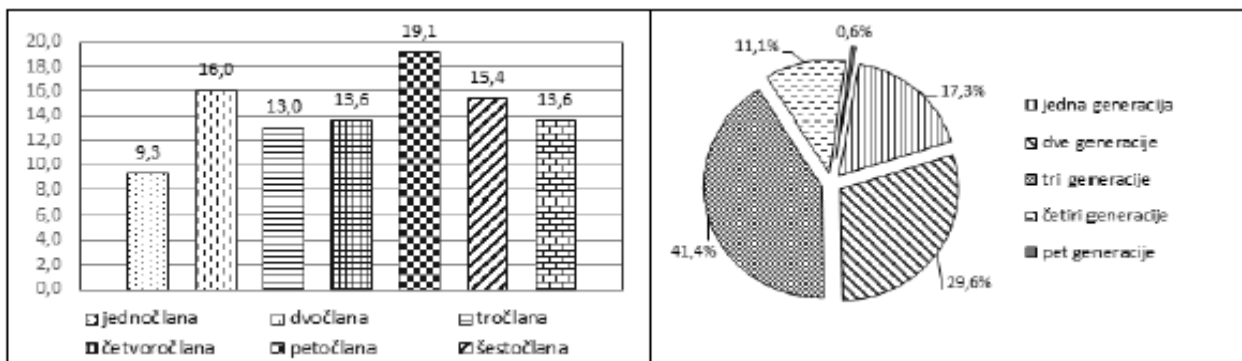 20,0
18,0
16,0
14,0
12,0
10,0
8,0
6,0
4,0
2,0
0,0
9,3
16,0
13,0
13,6
19,1
15,4
13,6
jednočlana
dvočlana
tročlana
četvoročlana
petočlana
šestočlana
0,6%
11,1%
17,3%
41,4%
29,6%
jedna generacija
dve generacije
tri generacije
četiri generacije
pet generacije